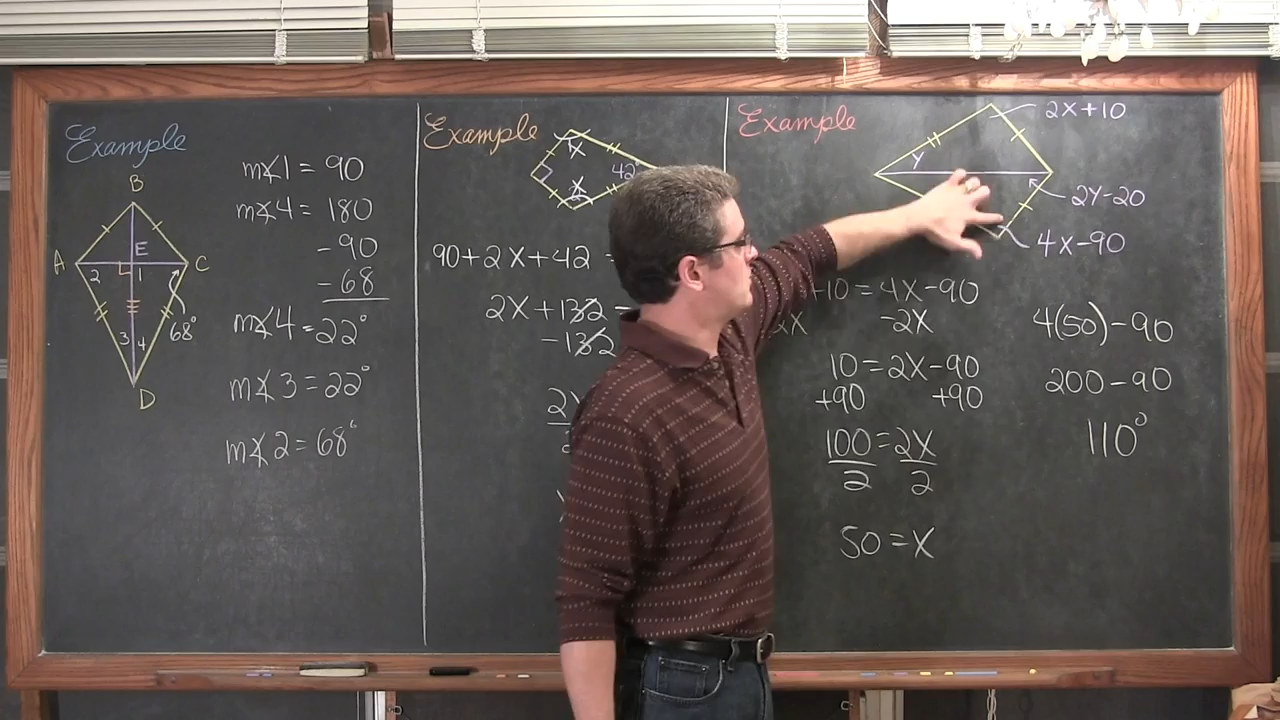 Example
B
E
A
2
1
C
3
4
68°
D
m∡1 = 90
m∡4 = 180
-90
-68
m∡4 = 22°
m∡3 = 22°
m∡2 = 68°
Example
X
42°
X
90+2X+42
2X+132
-132
Example
2X+10
Y
2Y-20
4X-90
+10=4X-90
-2X
10=2X-90
+90 +90
100=2X
2 2
50=X
4(50)-90
200-90
110°